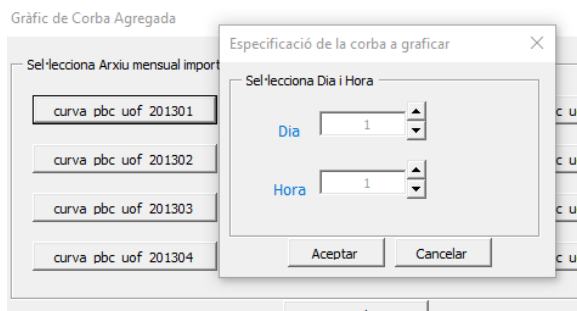 Gràfic de Corba Agregada
Especificació de la corba a graficar
Sel·lecciona Arxiu mensual import
Sel·lecciona Dia i Hora
curva pbc uof 201301
Dia
1
curva pbc uof 201302
Hora
1
curva pbc uof 201303
curva pbc uof 201304
Aceptar
Cancelar